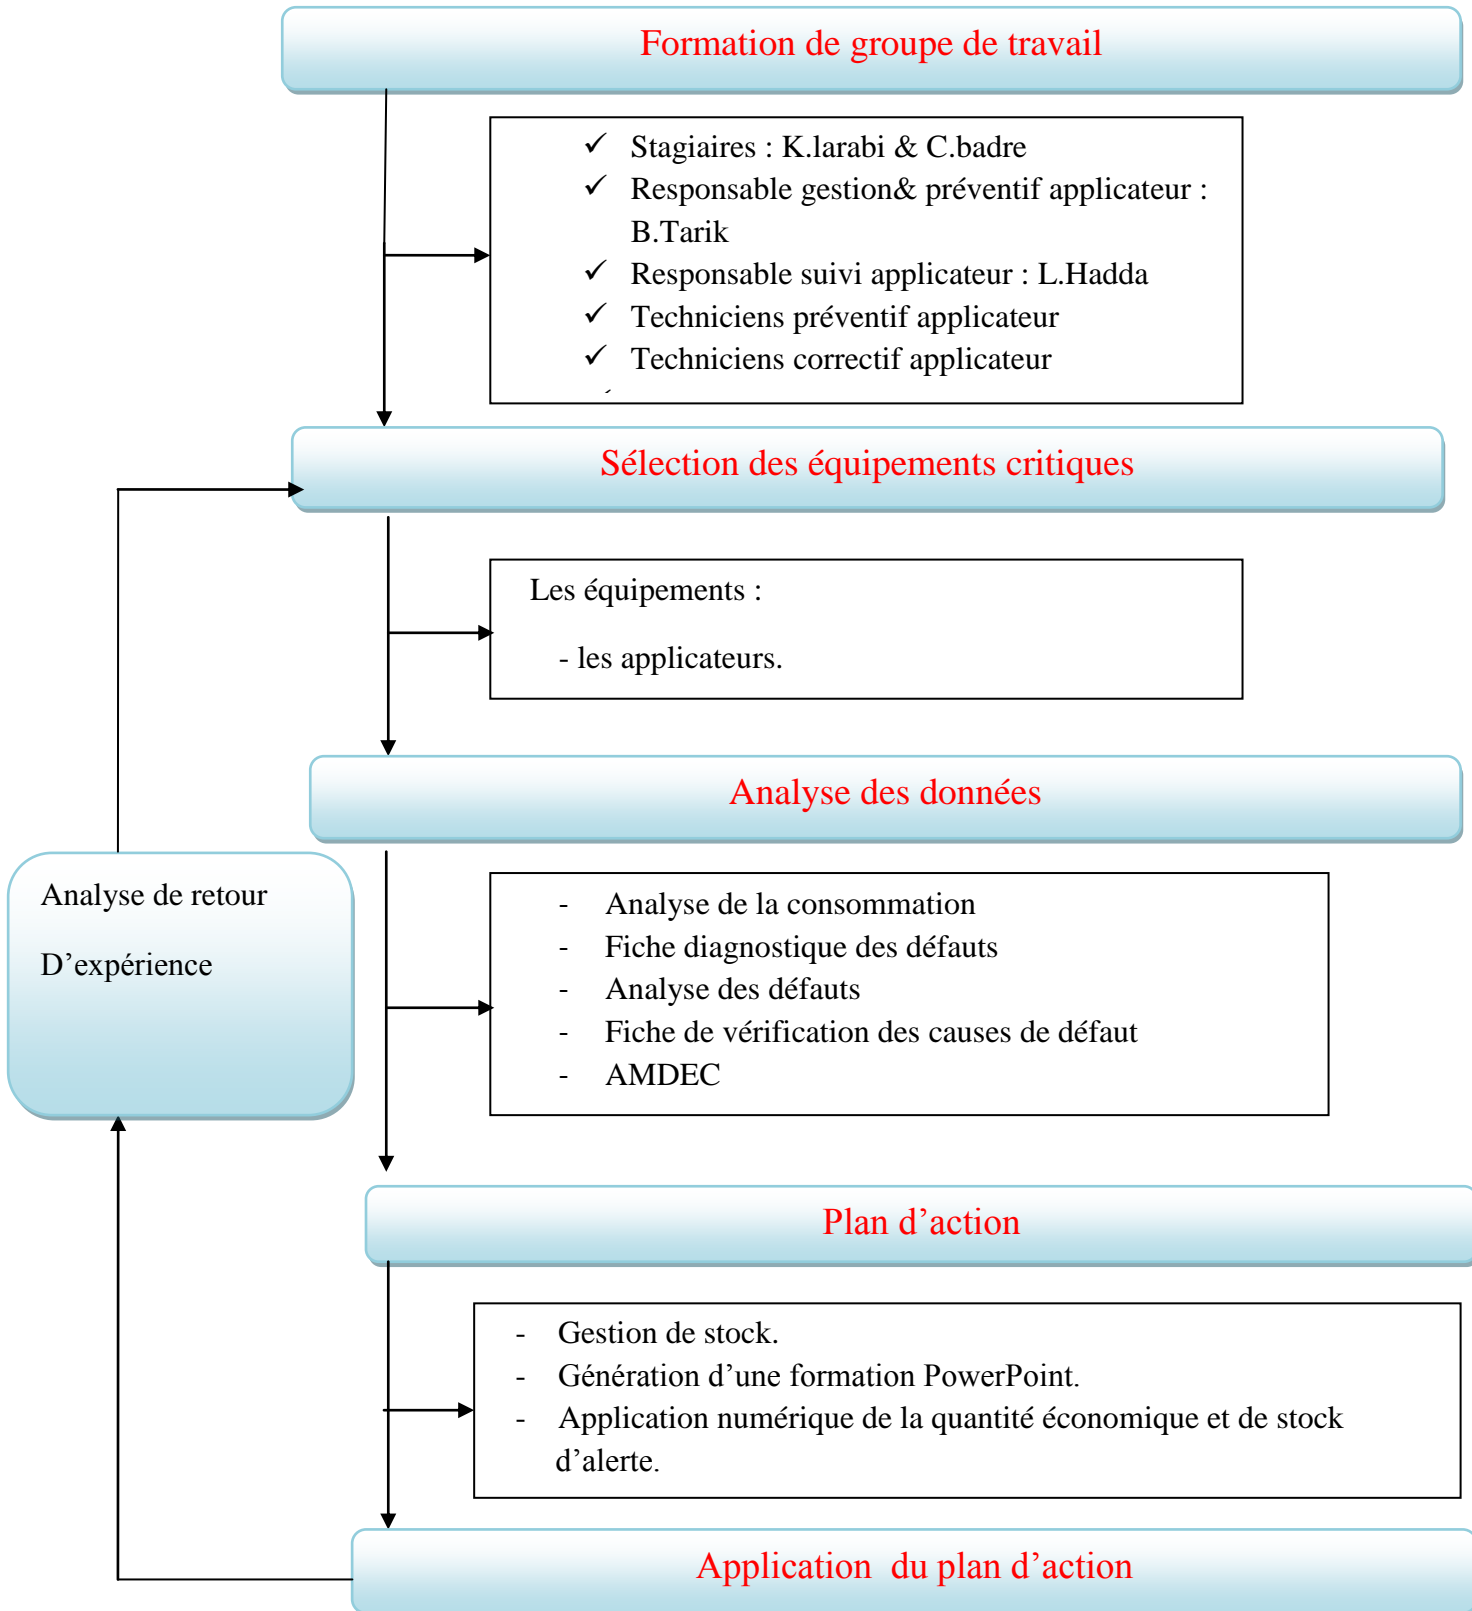 Formation de groupe de travail
✓ Stagiaires : K.larabi & C.badre
✓ Responsable gestion& préventif applicateur :
B.Tarik
✓ Responsable suivi applicateur : L.Hadda
✓ Techniciens préventif applicateur
✓ Techniciens correctif applicateur
Sélection des équipements critiques
Les équipements :
- les applicateurs.
Analyse des données
Analyse de retour
D’expérience
- Analyse de la consommation
- Fiche diagnostique des défauts
- Analyse des défauts
- Fiche de vérification des causes de défaut
- AMDEC
Plan d’action
- Gestion de stock.
- Génération d’une formation PowerPoint.
- Application numérique de la quantité économique et de stock
d’alerte.
Application du plan d’action